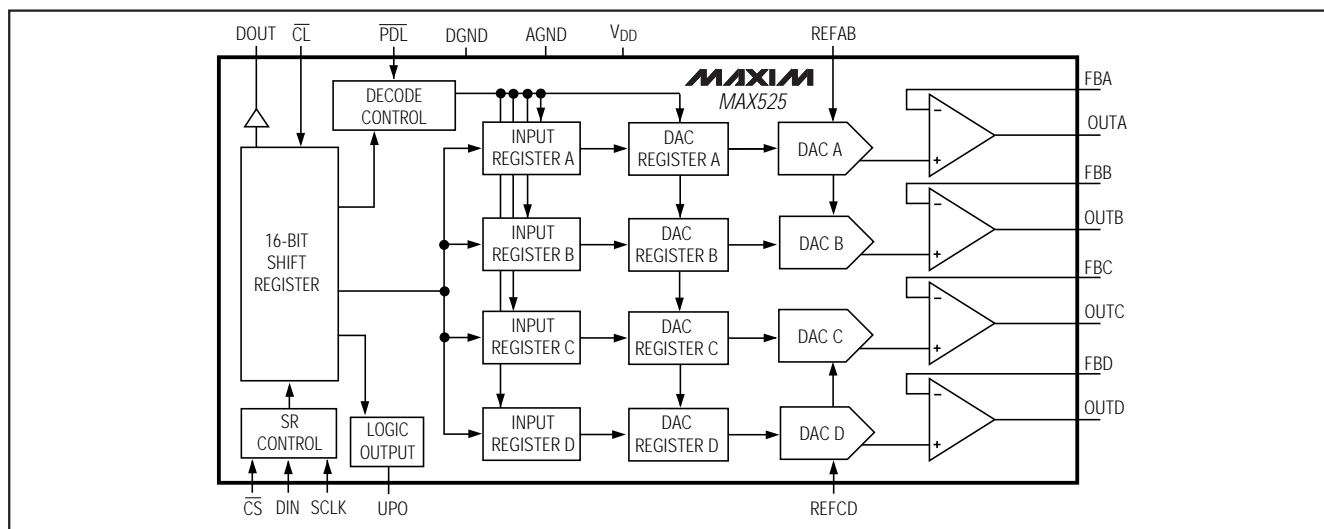 DOUT
CL
PDL
DGND
AGND
VDD
REFAB
MAXIM
MAX525
DECODE
CONTROL
16-BIT
SHIFT
REGISTER
SR
CONTROL
LOGIC
OUTPUT
INPUT
REGISTER A
DAC
REGISTER A
DAC A
INPUT
REGISTER B
DAC
REGISTER B
DAC B
INPUT
REGISTER C
DAC
REGISTER C
DAC C
INPUT
REGISTER D
DAC
REGISTER D
DAC D
-
+
-
+
-
+
-
+
FBA
OUTA
FBB
OUTB
FBC
OUTC
FBD
OUTD
CS
DIN
SCLK
UPO
REFCD